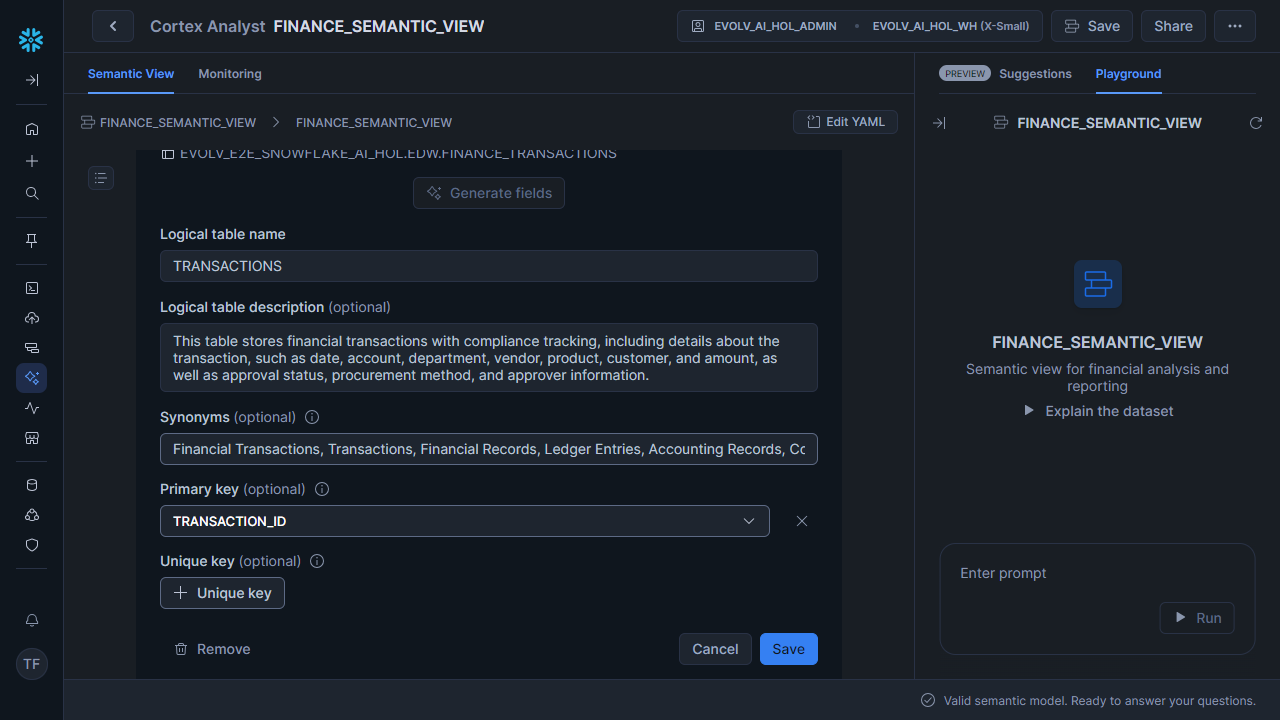 Cortex Analyst FINANCE_SEMANTIC_VIEW
EVOLV_AI_HOL_ADMIN • EVOLV_AI_HOL_WH (X-Small)
Save
Share
Semantic View
Monitoring
PREVIEW Suggestions
Playground
FINANCE_SEMANTIC_VIEW
FINANCE_SEMANTIC_VIEW
Edit YAML
FINANCE_SEMANTIC_VIEW
EVOLV_E2E_SNOWFLAKE_AI_HOL.EDW.FINANCE_TRANSACTIONS
Generate fields
Logical table name
TRANSACTIONS
Logical table description (optional)
This table stores financial transactions with compliance tracking, including details about the
transaction, such as date, account, department, vendor, product, customer, and amount, as
well as approval status, procurement method, and approver information.
Synonyms (optional)
Financial Transactions, Transactions, Financial Records, Ledger Entries, Accounting Records, Co
Primary key (optional)
TRANSACTION_ID
Unique key (optional)
Unique key
Remove
Cancel
Save
FINANCE_SEMANTIC_VIEW
Semantic view for financial analysis and
reporting
Explain the dataset
Enter prompt
Run
TF
Valid semantic model. Ready to answer your questions.